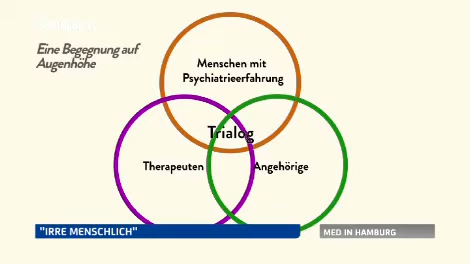 Eine Begegnung auf
Augenhöhe
Menschen mit
Psychiatrieerfahrung
Trialog
Therapeuten
Angehörige
"IRRE MENSCHLICH"
MED IN HAMBURG